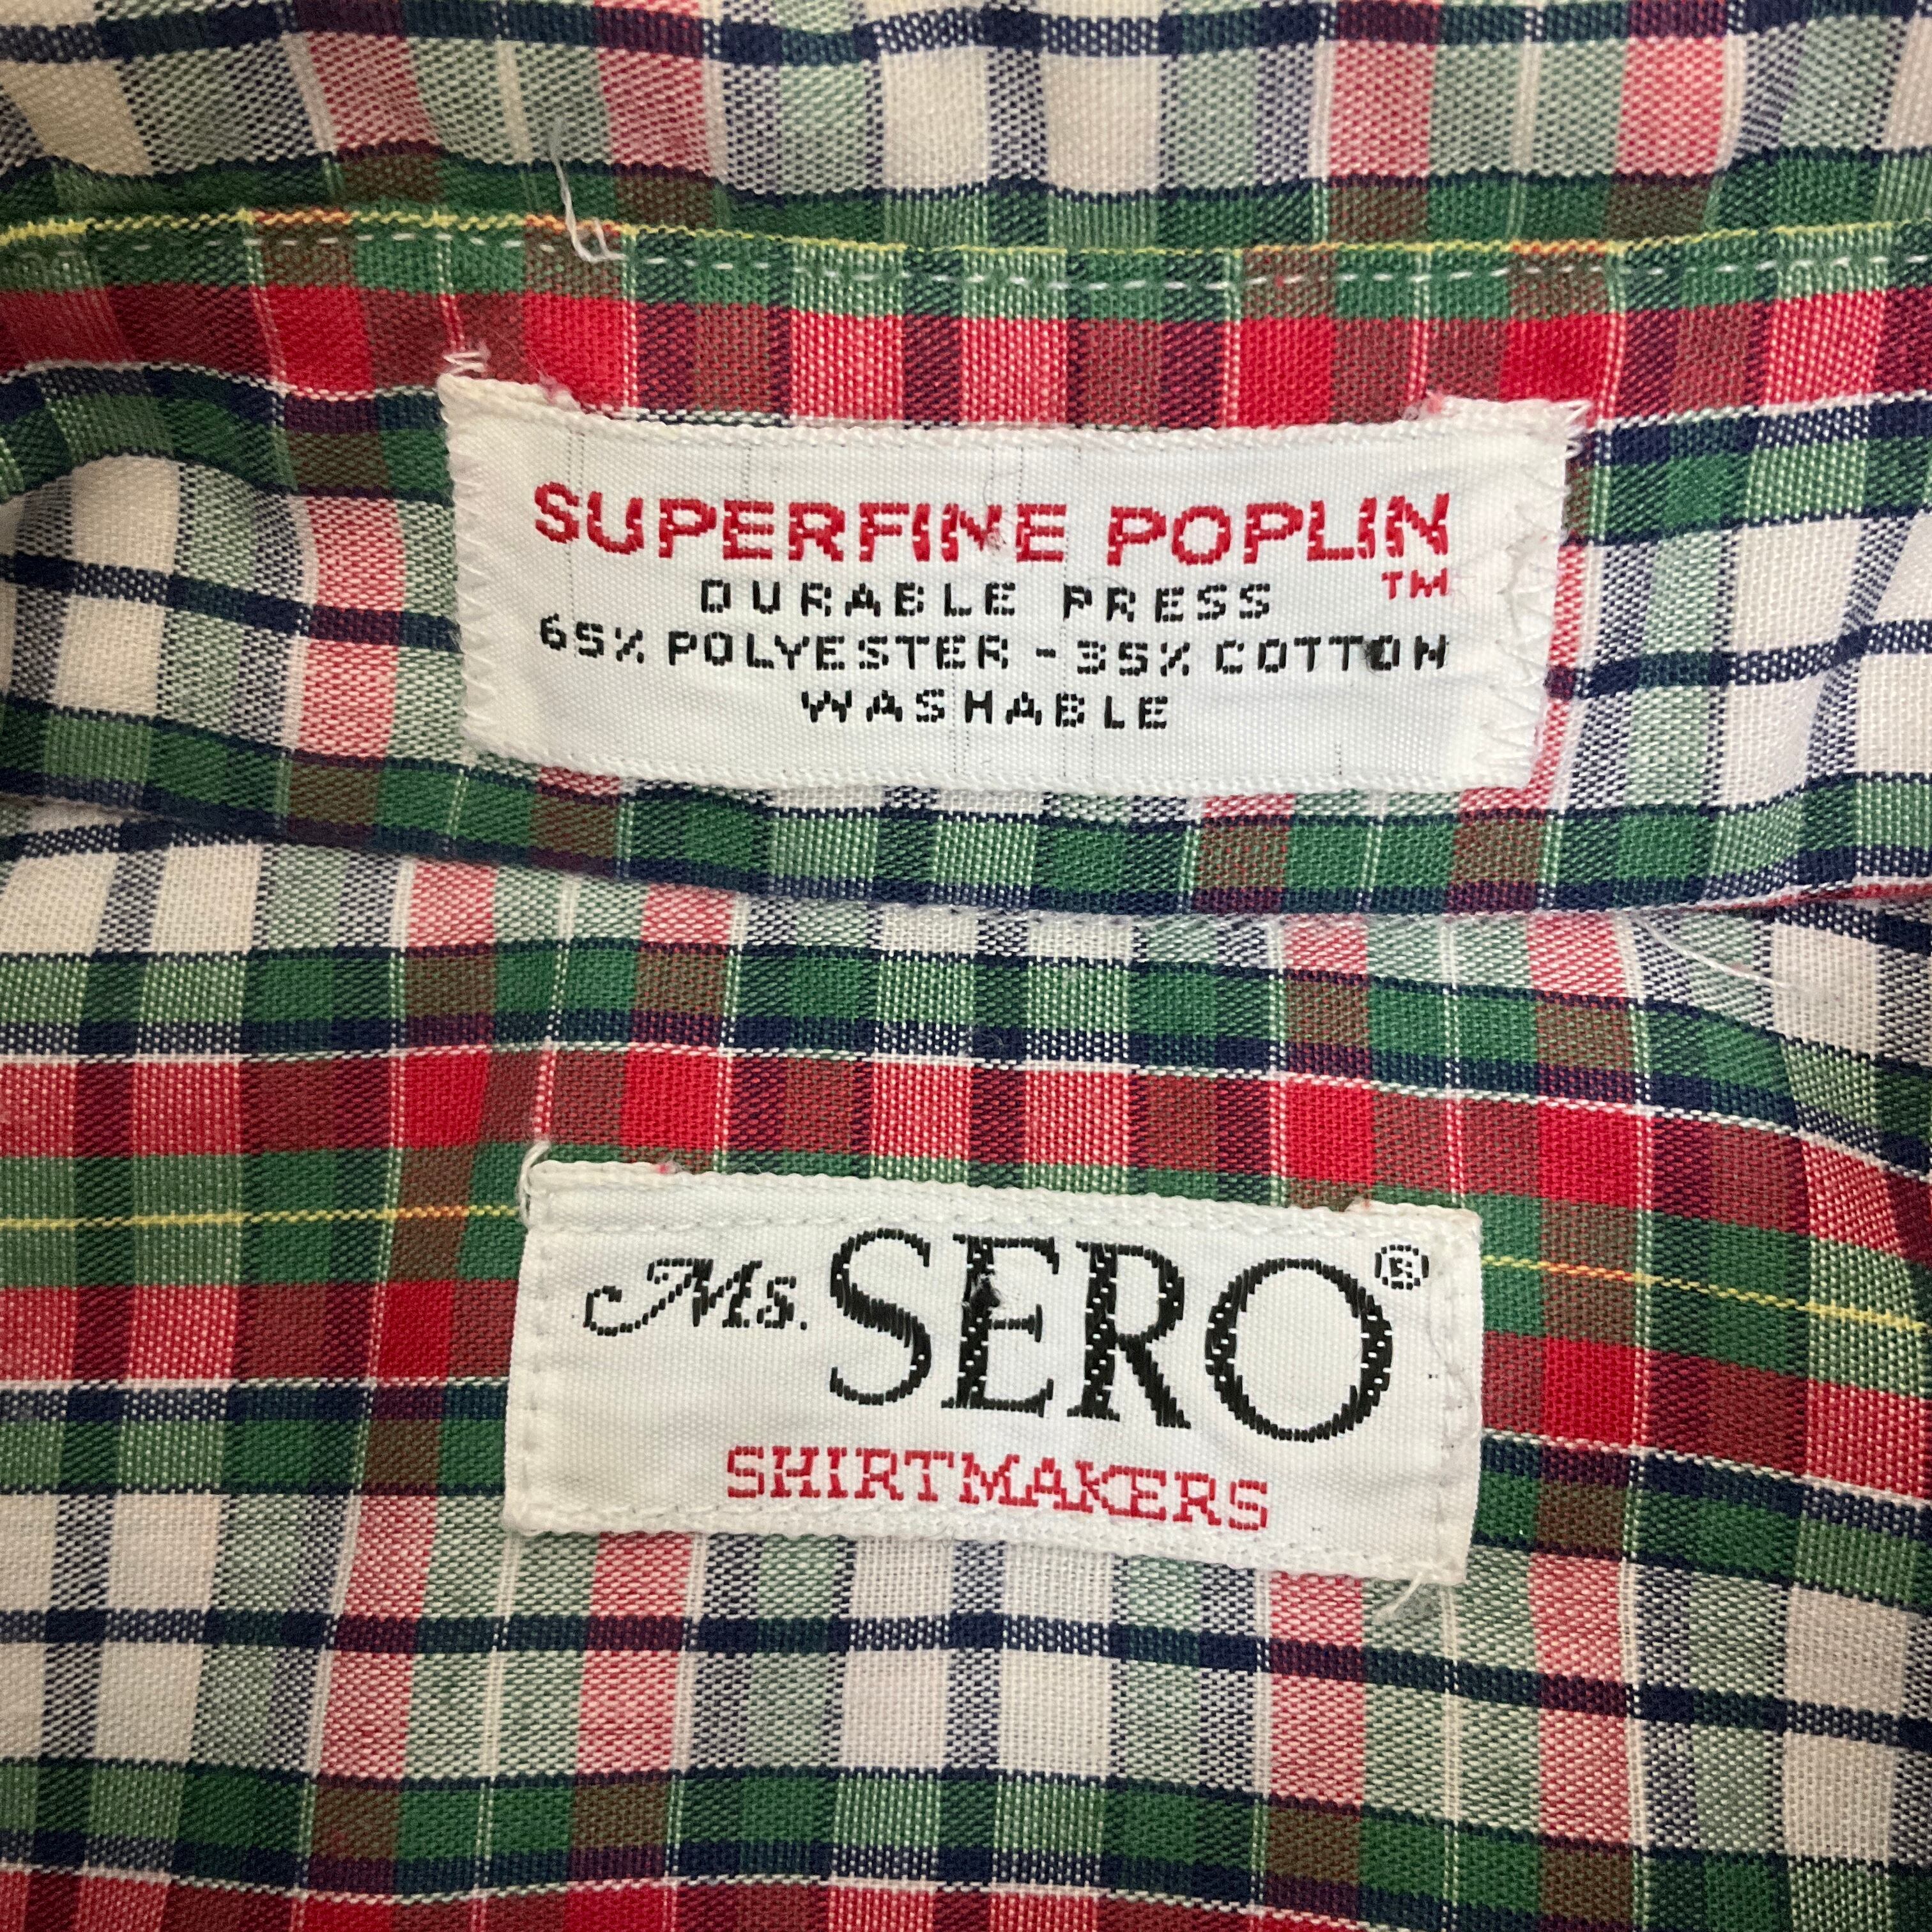 SUPERFINE POPLIN
TM
DURABLE PRESS
65% POLYESTER - 35% COTTON
WASHABLE
Ms. SERO®
SHIRTMAKERS